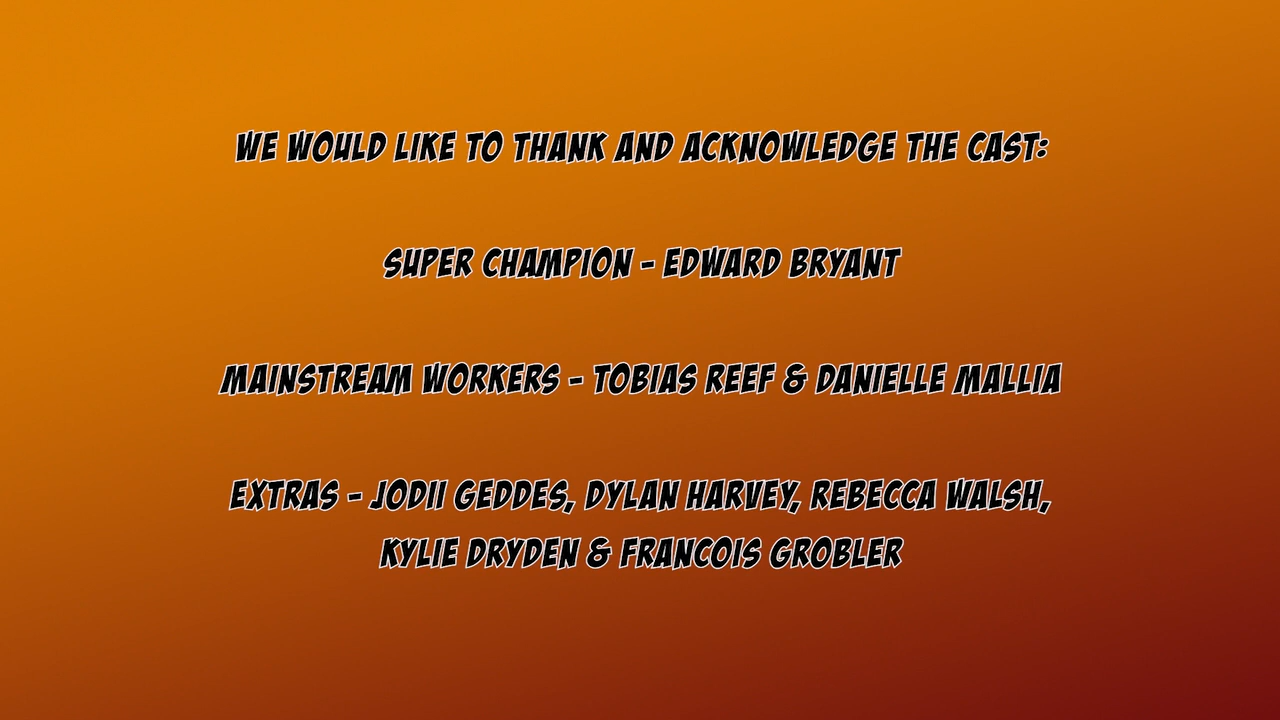 WE WOULD LIKE TO THANK AND ACKNOWLEDGE THE CAST:
SUPER CHAMPION - EDWARD BRYANT
MAINSTREAM WORKERS - TOBIAS REEF & DANIELLE MALLIA
EXTRAS - JODII GEDDES, DYLAN HARVEY, REBECCA WALSH,
KYLIE DRYDEN & FRANCOIS GROBLER